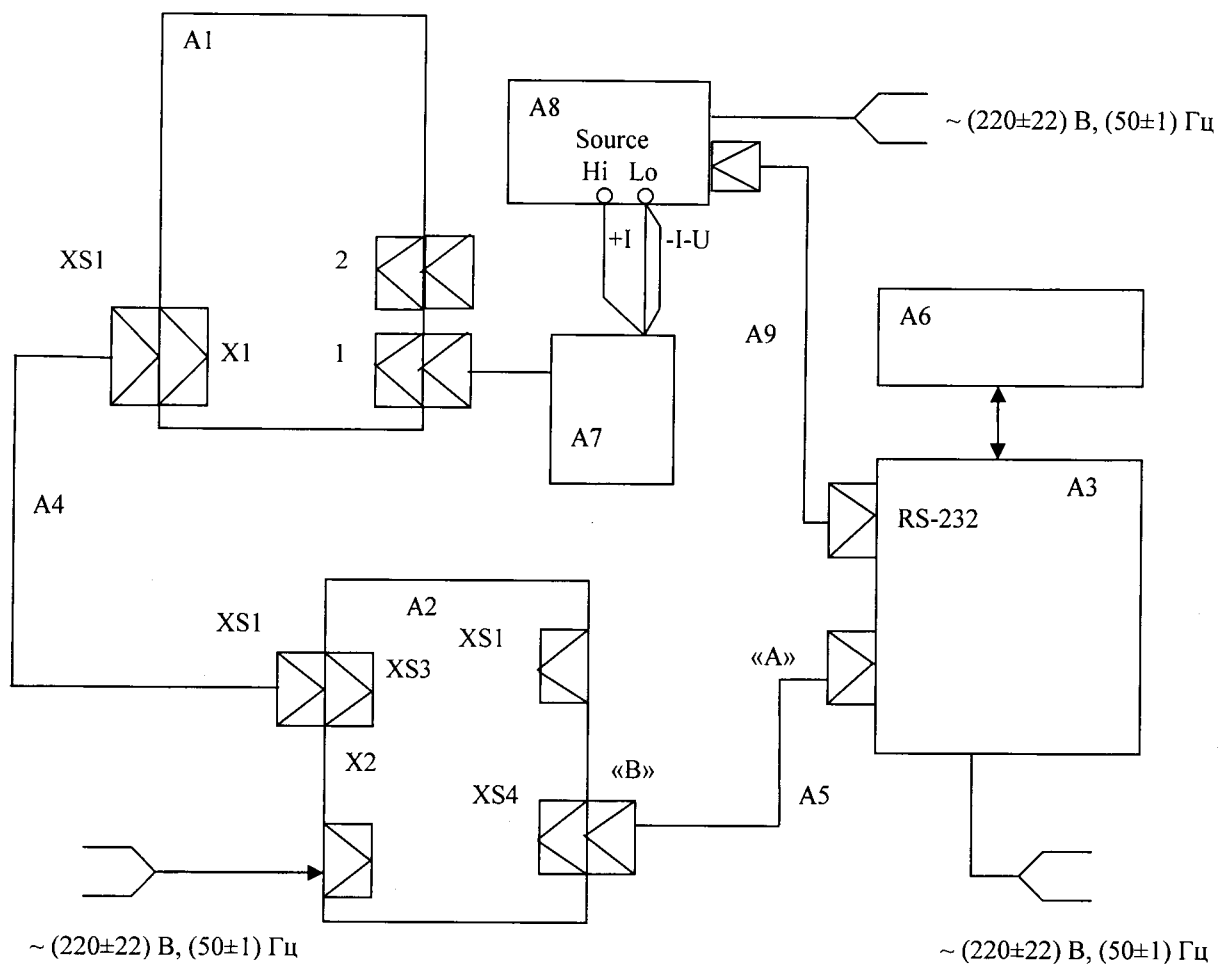 A1
A8
Source
Hi Lo
~ (220±22) В, (50±1) Гц
+I
-I-U
XS1
2
X1
1
A9
A6
A7
A3
A4
RS-232
A2
XS1
XS1
XS3
«A»
X2
«B»
XS4
A5
~ (220±22) В, (50±1) Гц
~ (220±22) В, (50±1) Гц